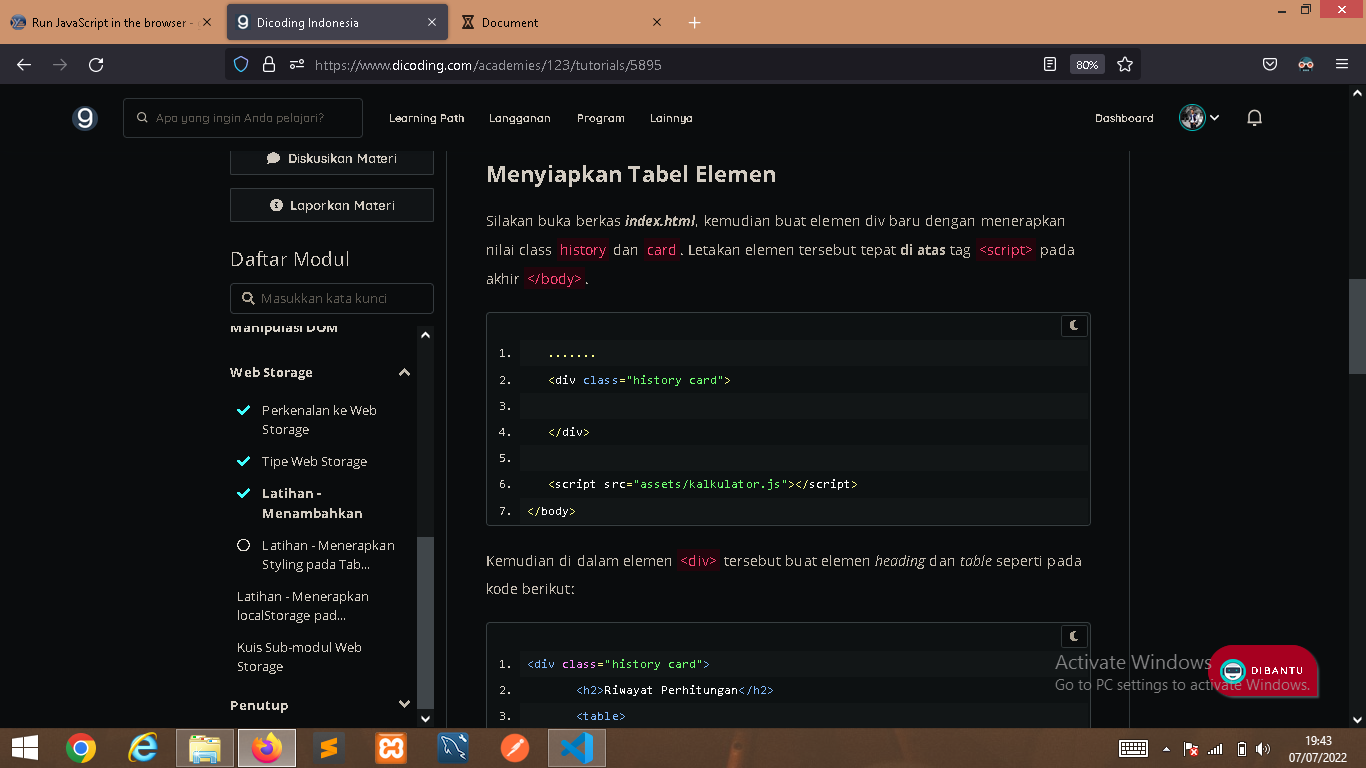 Run JavaScript in the browser -
Dicoding Indonesia
Document
https://www.dicoding.com/academies/123/tutorials/5895
80%
Apa yang ingin Anda pelajari?
Learning Path
Langganan
Program
Lainnya
Dashboard
Diskusikan Materi
Laporkan Materi
Daftar Modul
Masukkan kata kunci
Manipulasi DOM
Web Storage
Perkenalan ke Web
Storage
Tipe Web Storage
Latihan -
Menambahkan
Latihan - Menerapkan
Styling pada Tab...
Latihan - Menerapkan
localStorage pad...
Kuis Sub-modul Web
Storage
Penutup
Menyiapkan Tabel Elemen
Silakan buka berkas index.html, kemudian buat elemen div baru dengan menerapkan
nilai class history dan card. Letakan elemen tersebut tepat di atas tag <script> pada
akhir </body>.
1. .......
2. <div class="history card">
3.
4. </div>
5.
6. <script src="assets/kalkulator.js"></script>
7. </body>
Kemudian di dalam elemen <div> tersebut buat elemen heading dan table seperti pada
kode berikut:
1. <div class="history card">
2. <h2>Riwayat Perhitungan</h2>
3. <table>
Activate Windows
Go to PC settings to activate Windows.
DIBANTU
19:43
07/07/2022